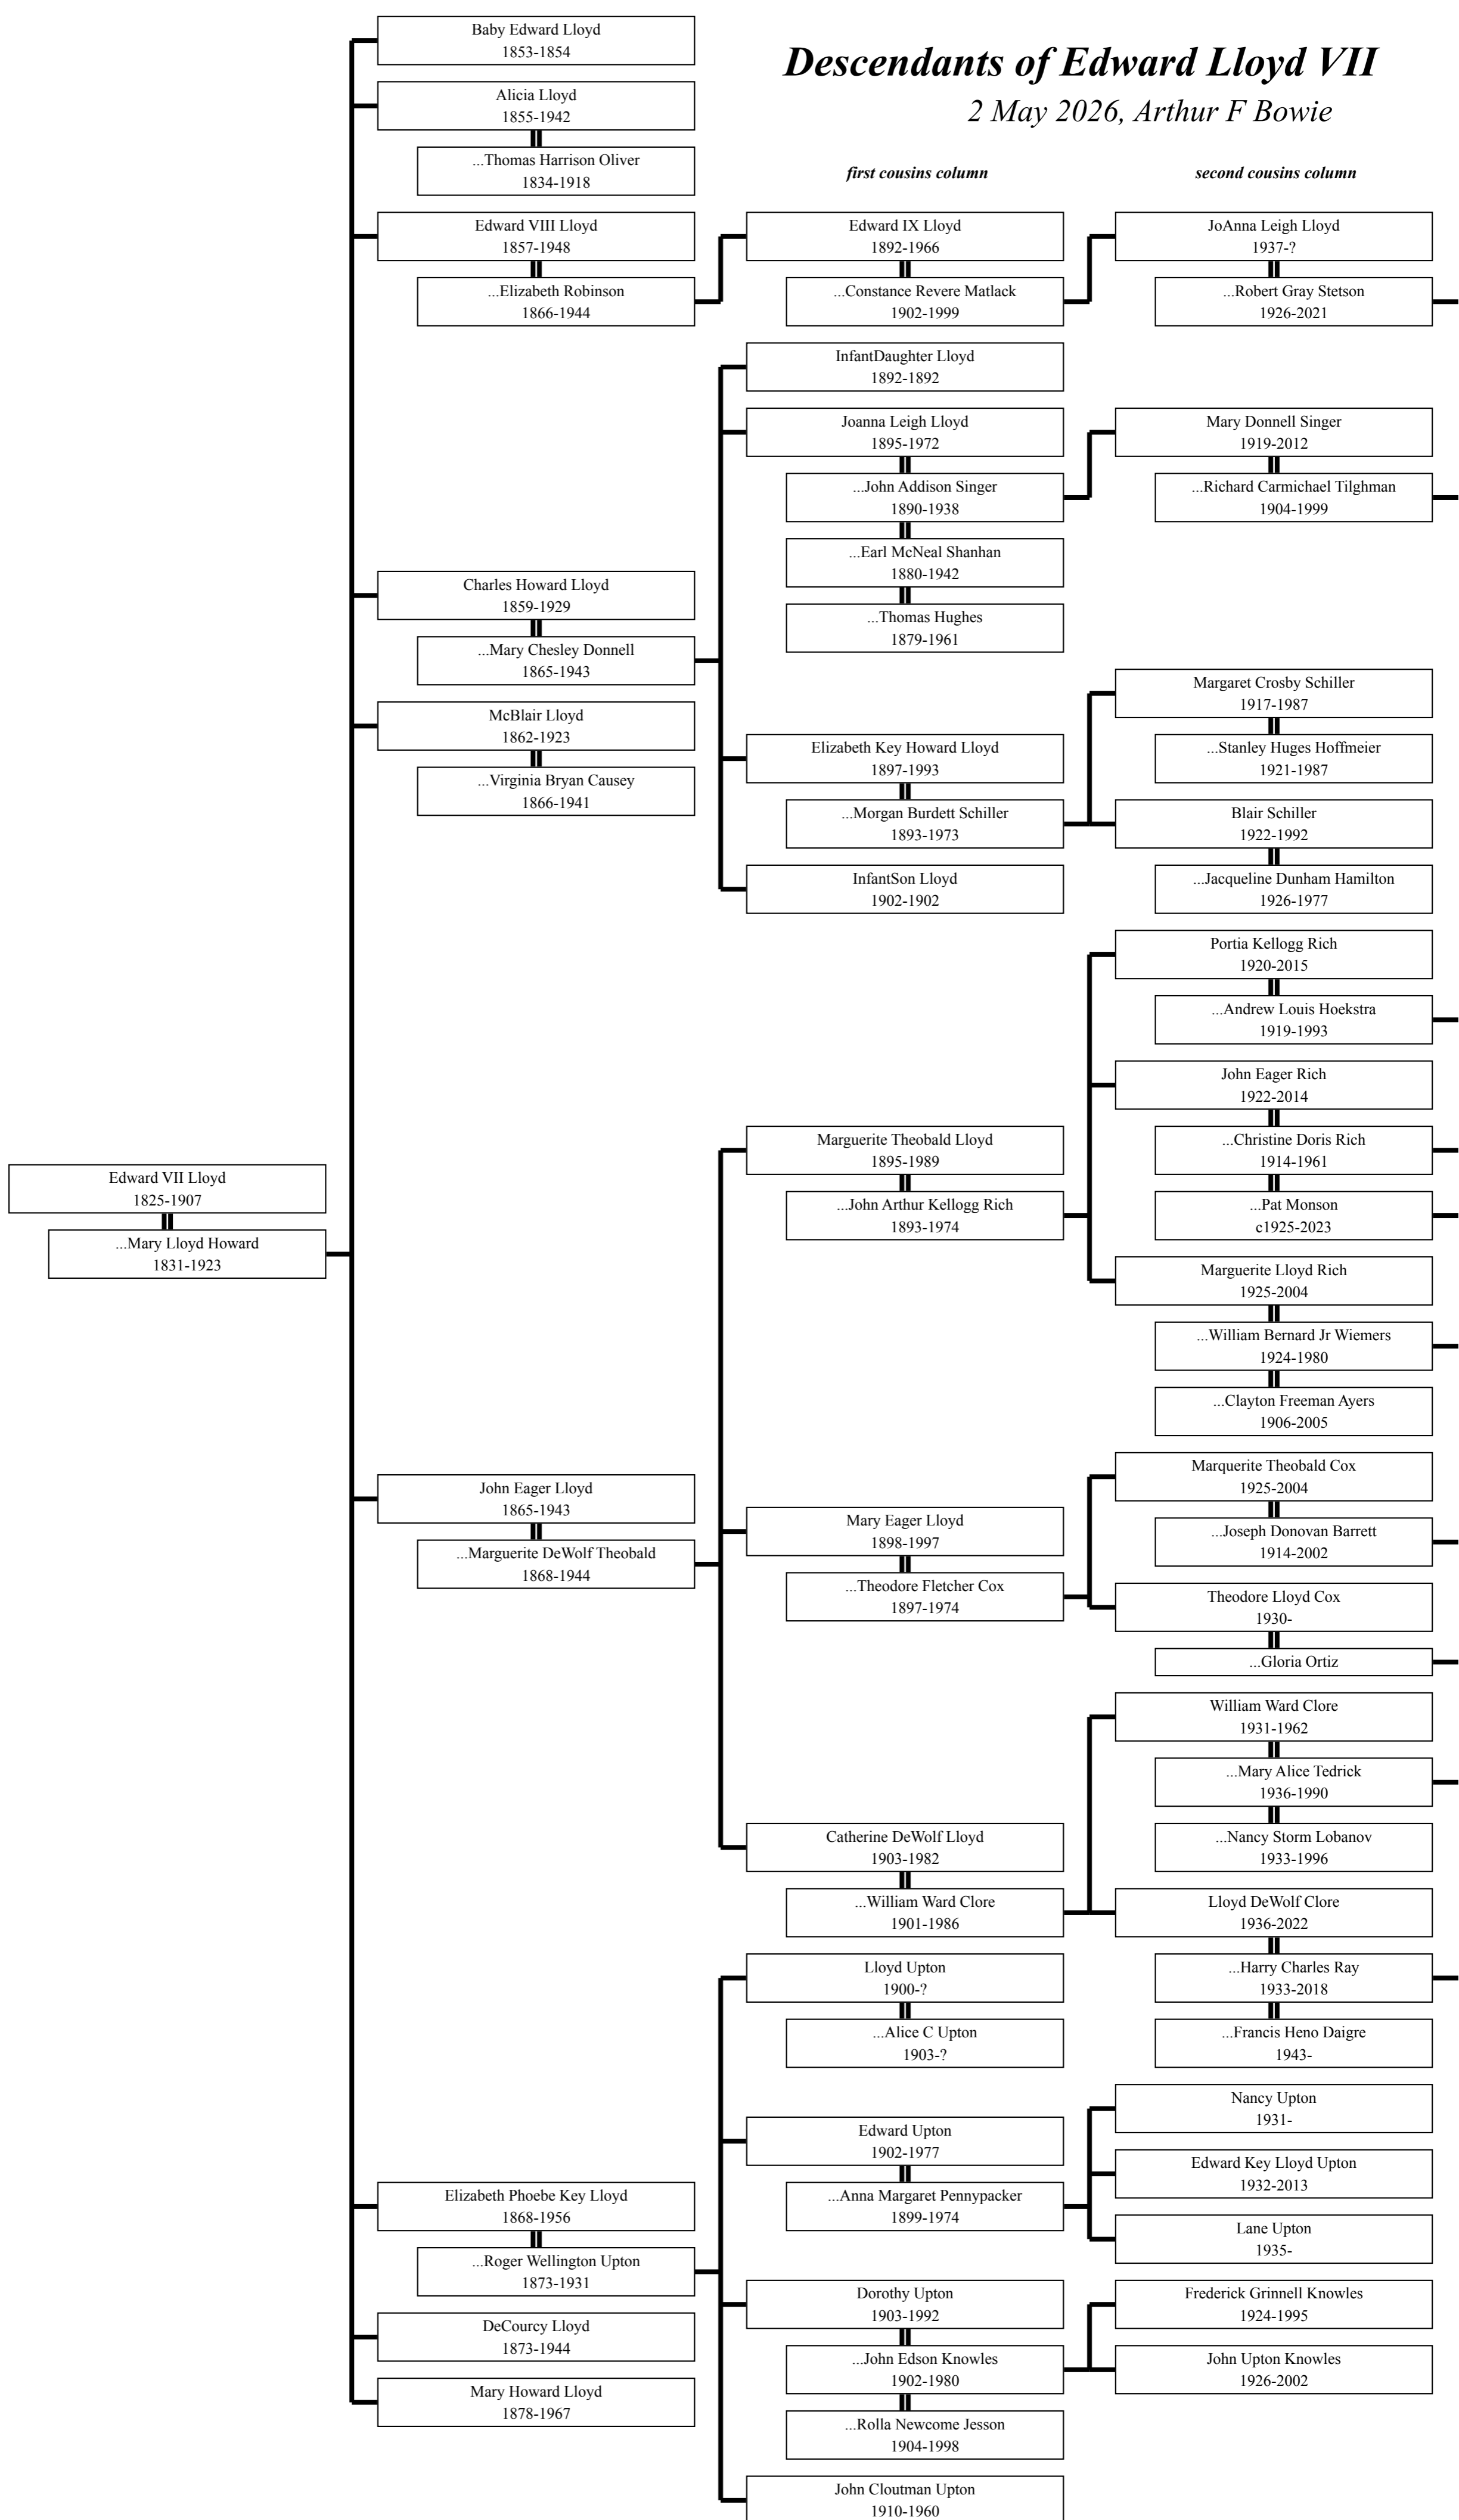 Descendants of Edward Lloyd VII
2 May 2026, Arthur F Bowie
first cousins column
second cousins column
Edward VII Lloyd
1825-1907
...Mary Lloyd Howard
1831-1923
Baby Edward Lloyd
1853-1854
Alicia Lloyd
1855-1942
...Thomas Harrison Oliver
1834-1918
Edward VIII Lloyd
1857-1948
...Elizabeth Robinson
1866-1944
Charles Howard Lloyd
1859-1929
...Mary Chesley Donnell
1865-1943
McBlair Lloyd
1862-1923
...Virginia Bryan Causey
1866-1941
John Eager Lloyd
1865-1943
...Marguerite DeWolf Theobald
1868-1944
Elizabeth Phoebe Key Lloyd
1868-1956
...Roger Wellington Upton
1873-1931
DeCourcy Lloyd
1873-1944
Mary Howard Lloyd
1878-1967
Edward IX Lloyd
1892-1966
...Constance Revere Matlack
1902-1999
InfantDaughter Lloyd
1892-1892
Joanna Leigh Lloyd
1895-1972
...John Addison Singer
1890-1938
...Earl McNeal Shanhan
1880-1942
...Thomas Hughes
1879-1961
Elizabeth Key Howard Lloyd
1897-1993
...Morgan Burdett Schiller
1893-1973
InfantSon Lloyd
1902-1902
Marguerite Theobald Lloyd
1895-1989
...John Arthur Kellogg Rich
1893-1974
Mary Eager Lloyd
1898-1997
...Theodore Fletcher Cox
1897-1974
Catherine DeWolf Lloyd
1903-1982
...William Ward Clore
1901-1986
Lloyd Upton
1900-?
...Alice C Upton
1903-?
Edward Upton
1902-1977
...Anna Margaret Pennypacker
1899-1974
Dorothy Upton
1903-1992
...John Edson Knowles
1902-1980
...Rolla Newcome Jesson
1904-1998
John Cloutman Upton
1910-1960
JoAnna Leigh Lloyd
1937-?
...Robert Gray Stetson
1926-2021
Mary Donnell Singer
1919-2012
...Richard Carmichael Tilghman
1904-1999
Margaret Crosby Schiller
1917-1987
...Stanley Huges Hoffmeier
1921-1987
Blair Schiller
1922-1992
...Jacqueline Dunham Hamilton
1926-1977
Portia Kellogg Rich
1920-2015
...Andrew Louis Hoekstra
1919-1993
John Eager Rich
1922-2014
...Christine Doris Rich
1914-1961
...Pat Monson
c1925-2023
Marguerite Lloyd Rich
1925-2004
...William Bernard Jr Wiemers
1924-1980
...Clayton Freeman Ayers
1906-2005
Marquerite Theobald Cox
1925-2004
...Joseph Donovan Barrett
1914-2002
Theodore Lloyd Cox
1930-
...Gloria Ortiz
William Ward Clore
1931-1962
...Mary Alice Tedrick
1936-1990
...Nancy Storm Lobanov
1933-1996
Lloyd DeWolf Clore
1936-2022
...Harry Charles Ray
1933-2018
...Francis Heno Daigre
1943-
Nancy Upton
1931-
Edward Key Lloyd Upton
1932-2013
Lane Upton
1935-
Frederick Grinnell Knowles
1924-1995
John Upton Knowles
1926-2002